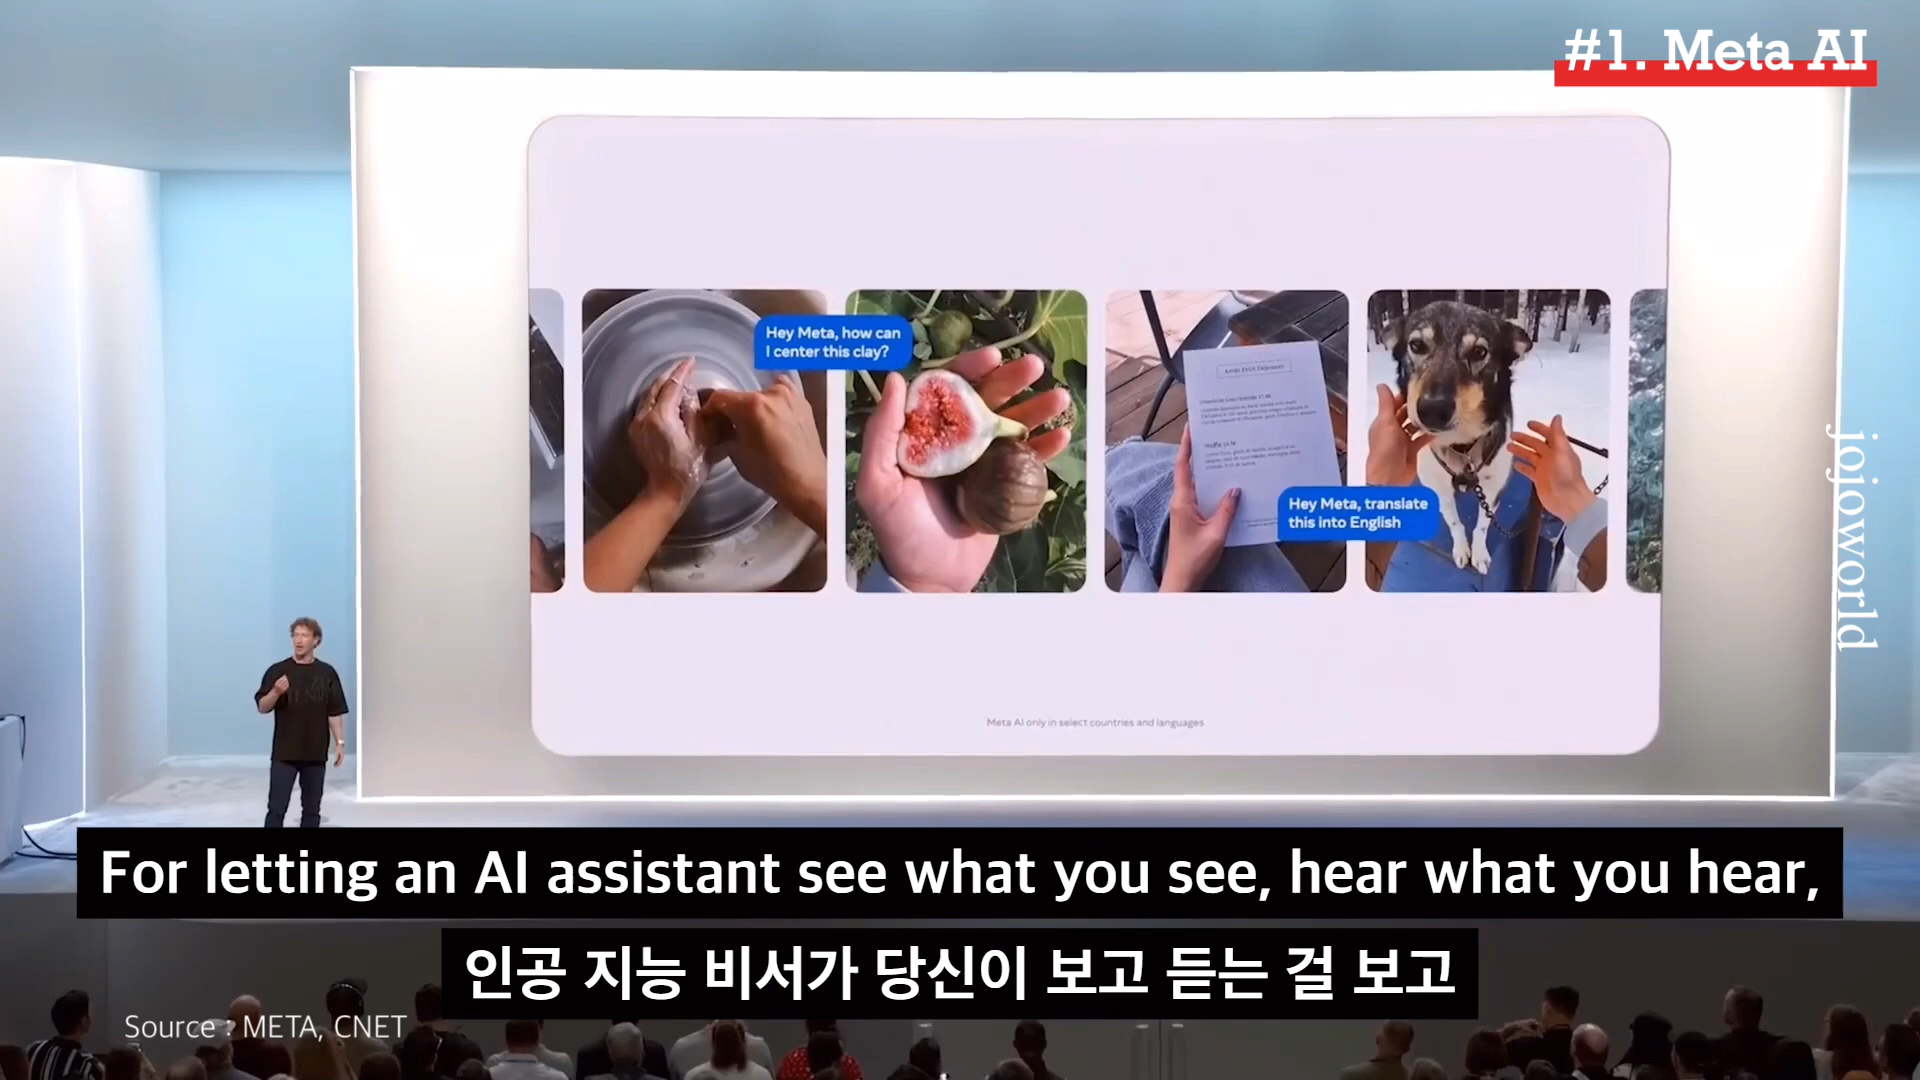 #1. Meta AI
Hey Meta, how can
I center this clay?
Hey Meta, translate
this into English
Meta AI only in select countries and languages
jojoworld
For letting an AI assistant see what you see, hear what you hear,
인공 지능 비서가 당신이 보고 듣는 걸 보고
Source : META, CNET